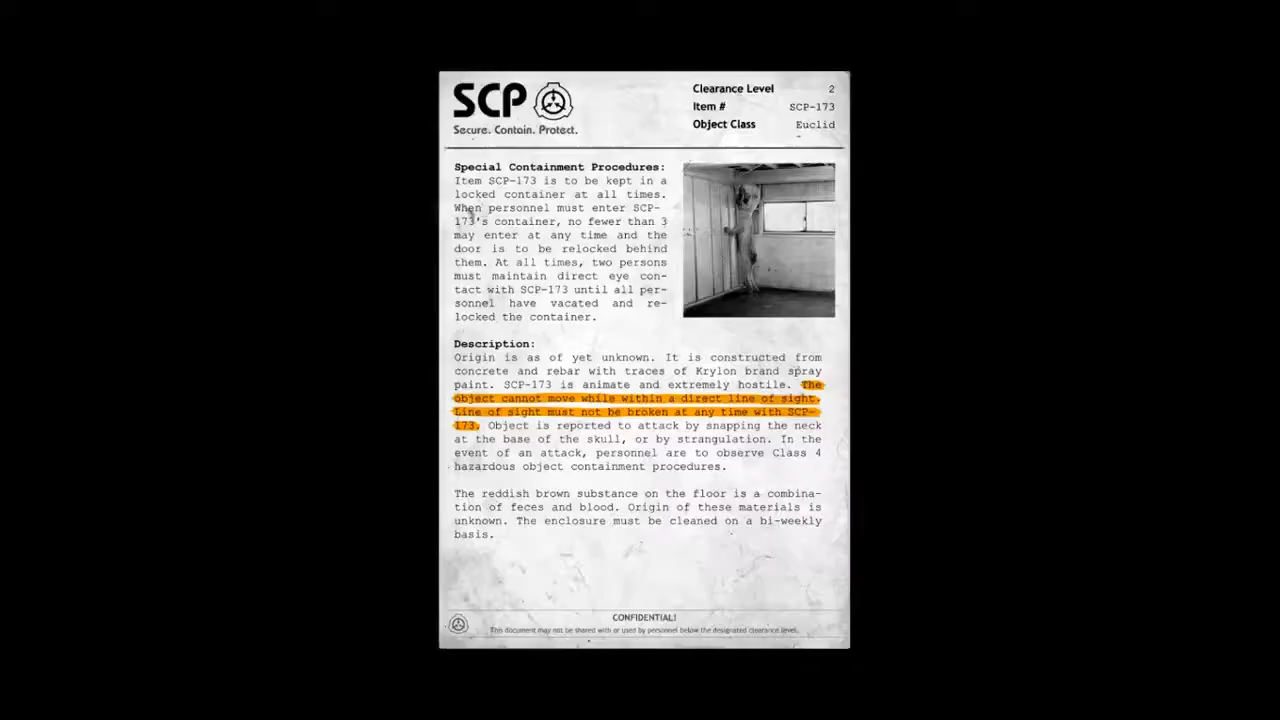 SCP
Secure. Contain. Protect.
Clearance Level 2
Item # SCP-173
Object Class Euclid
Special Containment Procedures:
Item SCP-173 is to be kept in a
locked container at all times.
When personnel must enter SCP-
173's container, no fewer than 3
may enter at any time and the
door is to be relocked behind
them. At all times, two persons
must maintain direct eye con-
tact with SCP-173 until all per-
sonnel have vacated and re-
locked the container.
Description:
Origin is as of yet unknown. It is constructed from
concrete and rebar with traces of Krylon brand spray
paint. SCP-173 is animate and extremely hostile. The
object cannot move while within a direct line of sight.
Line of sight must not be broken at any time with SCP-
173. Object is reported to attack by snapping the neck
at the base of the skull, or by strangulation. In the
event of an attack, personnel are to observe Class 4
hazardous object containment procedures.
The reddish brown substance on the floor is a combina-
tion of feces and blood. Origin of these materials is
unknown. The enclosure must be cleaned on a bi-weekly
basis.
CONFIDENTIAL!
This document may not be shared with or used by personnel below the designated clearance level.